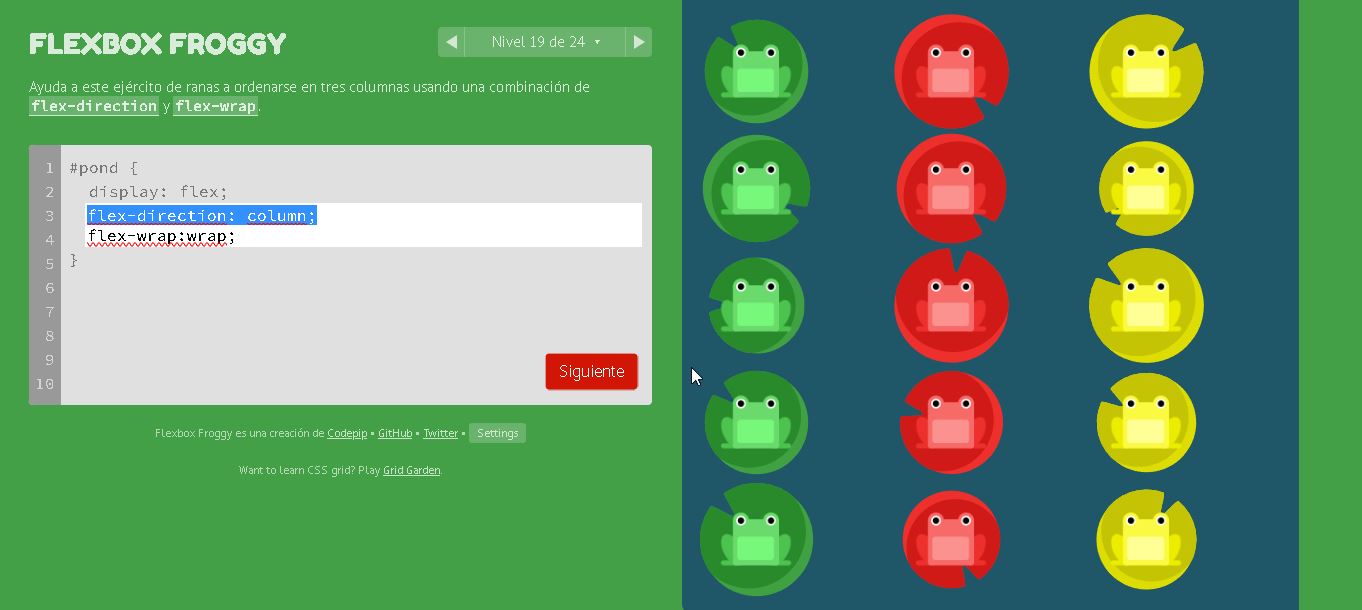 FLEXBOX FROGGY
Nivel 19 de 24
Ayuda a este ejército de ranas a ordenarse en tres columnas usando una combinación de
flex-direction y flex-wrap.
1 #pond {
2 display: flex;
3 flex-direction: column;
4 flex-wrap:wrap;
5 }
6
7
8
9
10
Siguiente
Flexbox Froggy es una creación de Codepip • GitHub • Twitter • Settings
Want to learn CSS grid? Play Grid Garden.